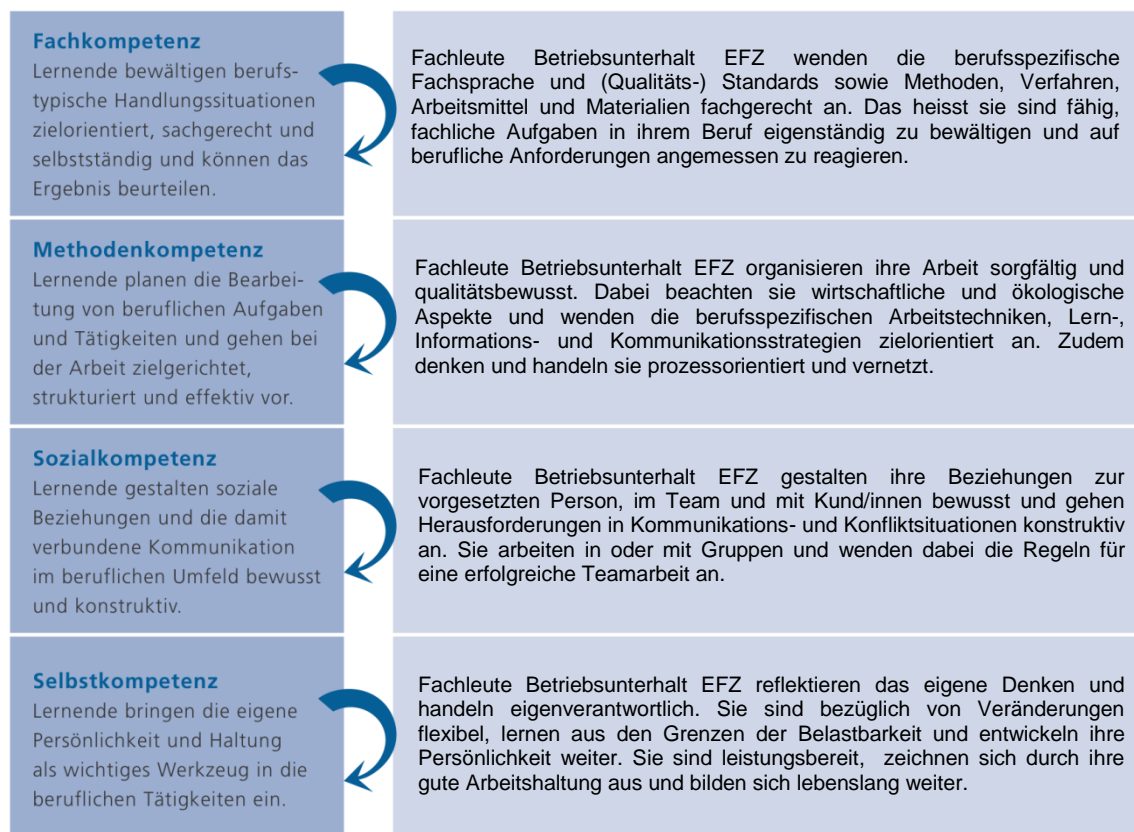 Fachkompetenz
Lernende bewältigen berufs-
typische Handlungssituationen
zielorientiert, sachgerecht und
selbstständig und können das
Ergebnis beurteilen.
Fachleute Betriebsunterhalt EFZ wenden die berufsspezifische
Fachsprache und (Qualitäts-) Standards sowie Methoden, Verfahren,
Arbeitsmittel und Materialien fachgerecht an. Das heisst sie sind fähig,
fachliche Aufgaben in ihrem Beruf eigenständig zu bewältigen und auf
berufliche Anforderungen angemessen zu reagieren.
Methodenkompetenz
Lernende planen die Bearbei-
tung von beruflichen Aufgaben
und Tätigkeiten und gehen bei
der Arbeit zielgerichtet,
strukturiert und effektiv vor.
Fachleute Betriebsunterhalt EFZ organisieren ihre Arbeit sorgfältig und
qualitätsbewusst. Dabei beachten sie wirtschaftliche und ökologische
Aspekte und wenden die berufsspezifischen Arbeitstechniken, Lern-,
Informations- und Kommunikationsstrategien zielorientiert an. Zudem
denken und handeln sie prozessorientiert und vernetzt.
Sozialkompetenz
Lernende gestalten soziale
Beziehungen und die damit
verbundene Kommunikation
im beruflichen Umfeld bewusst
und konstruktiv.
Fachleute Betriebsunterhalt EFZ gestalten ihre Beziehungen zur
vorgesetzten Person, im Team und mit Kund/innen bewusst und gehen
Herausforderungen in Kommunikations- und Konfliktsituationen konstruktiv
an. Sie arbeiten in oder mit Gruppen und wenden dabei die Regeln für
eine erfolgreiche Teamarbeit an.
Selbstkompetenz
Lernende bringen die eigene
Persönlichkeit und Haltung
als wichtiges Werkzeug in die
beruflichen Tätigkeiten ein.
Fachleute Betriebsunterhalt EFZ reflektieren das eigene Denken und
handeln eigenverantwortlich. Sie sind bezüglich von Veränderungen
flexibel, lernen aus den Grenzen der Belastbarkeit und entwickeln ihre
Persönlichkeit weiter. Sie sind leistungsbereit, zeichnen sich durch ihre
gute Arbeitshaltung aus und bilden sich lebenslang weiter.